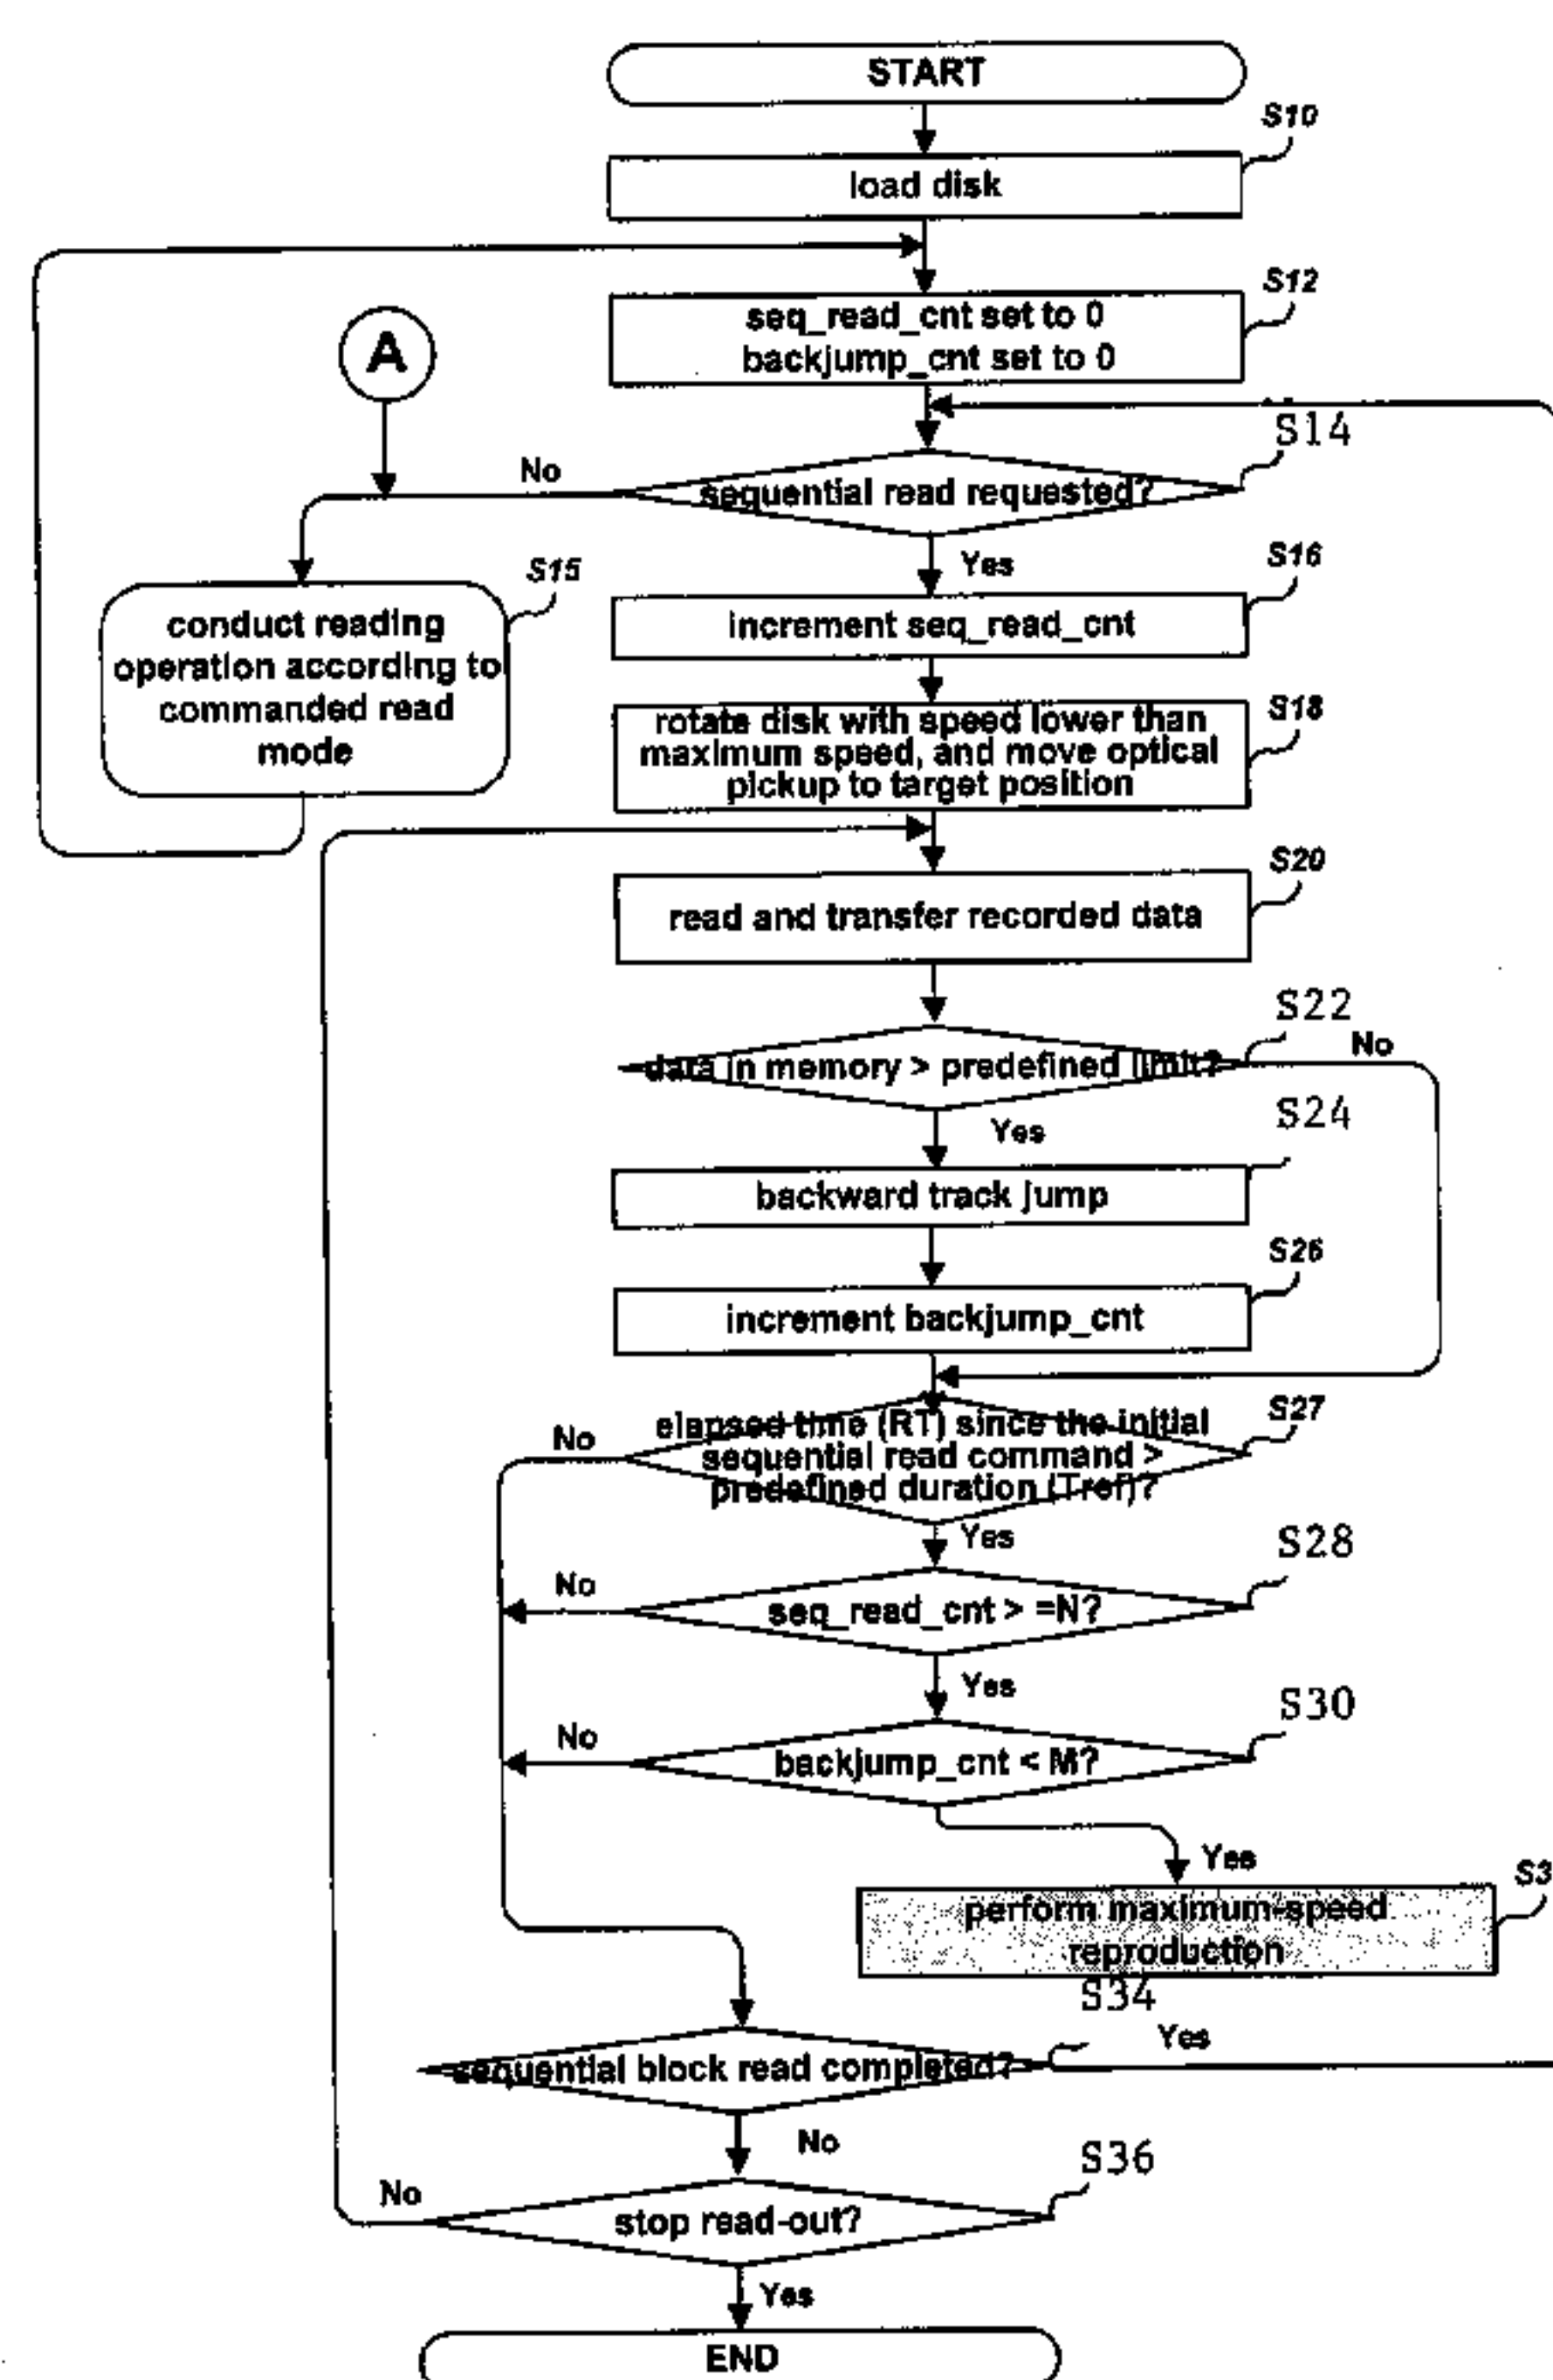 START
S10
load disk
S12
seq_read_cnt set to 0
backjump_cnt set to 0
A
S14
No
sequential read requested?
Yes
S16
S15
conduct reading
operation according to
commanded read
mode
increment seq_read_cnt
S18
rotate disk with speed lower than
maximum speed, and move optical
pickup to target position
S20
read and transfer recorded data
S22
No
data in memory > predefined limit?
Yes
S24
backward track jump
S26
increment backjump_cnt
S27
No
elapsed time (RT) since the initial
sequential read command >
predefined duration (Tref)?
Yes
S28
No
seq_read_cnt > =N?
Yes
S30
No
backjump_cnt < M?
Yes
S3
perform maximum-speed
reproduction
S34
Yes
sequential block read completed?
No
S36
No
stop read-out?
Yes
END